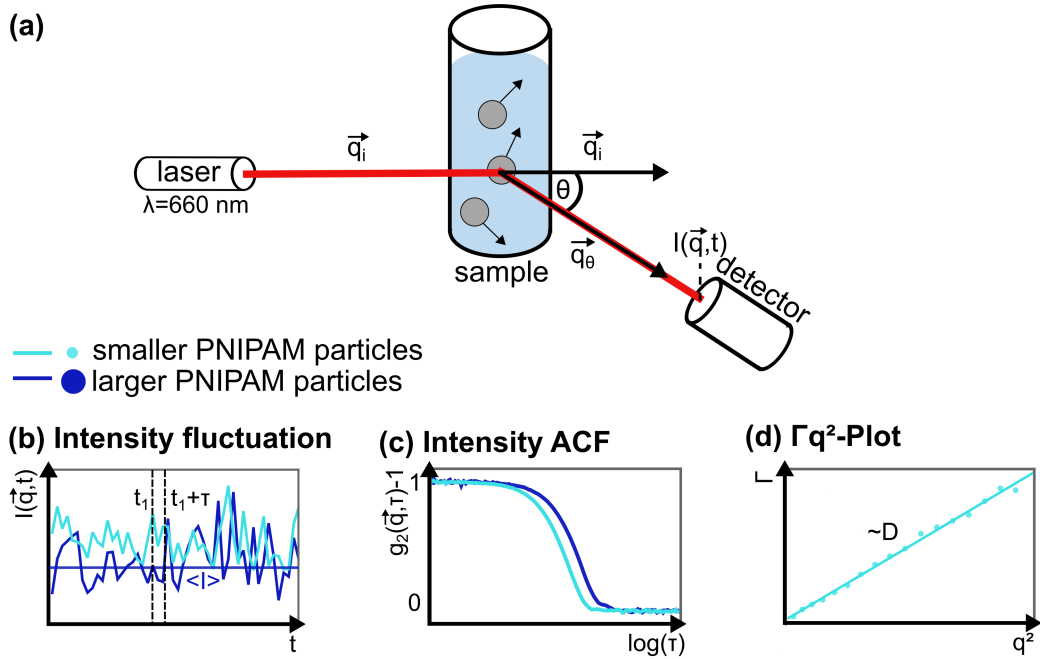 (a)
laser
λ=660 nm
q⃗i
q⃗i
θ
q⃗θ
I(q⃗,t)
detector
sample
smaller PNIPAM particles
larger PNIPAM particles
(b) Intensity fluctuation
I(q⃗,t)
t₁
t₁+τ
<I>
t
(c) Intensity ACF
g₂(q⃗,τ)-1
1
0
log(τ)
(d) Γq²-Plot
Γ
~D
q²